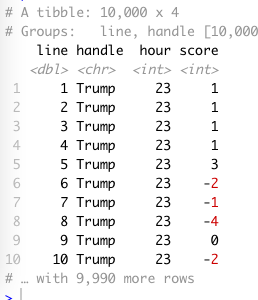 # A tibble: 10,000 x 4
# Groups:   line, handle [10,000
line handle  hour score
<dbl> <chr>  <int> <int>
1     1 Trump     23     1
2     2 Trump     23     1
3     3 Trump     23     1
4     4 Trump     23     1
5     5 Trump     23     3
6     6 Trump     23    -2
7     7 Trump     23    -1
8     8 Trump     23    -4
9     9 Trump     23     0
10    10 Trump     23    -2
# … with 9,990 more rows
>